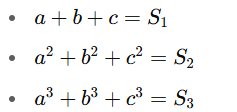 • a + b + c = S₁
• a² + b² + c² = S₂
• a³ + b³ + c³ = S₃